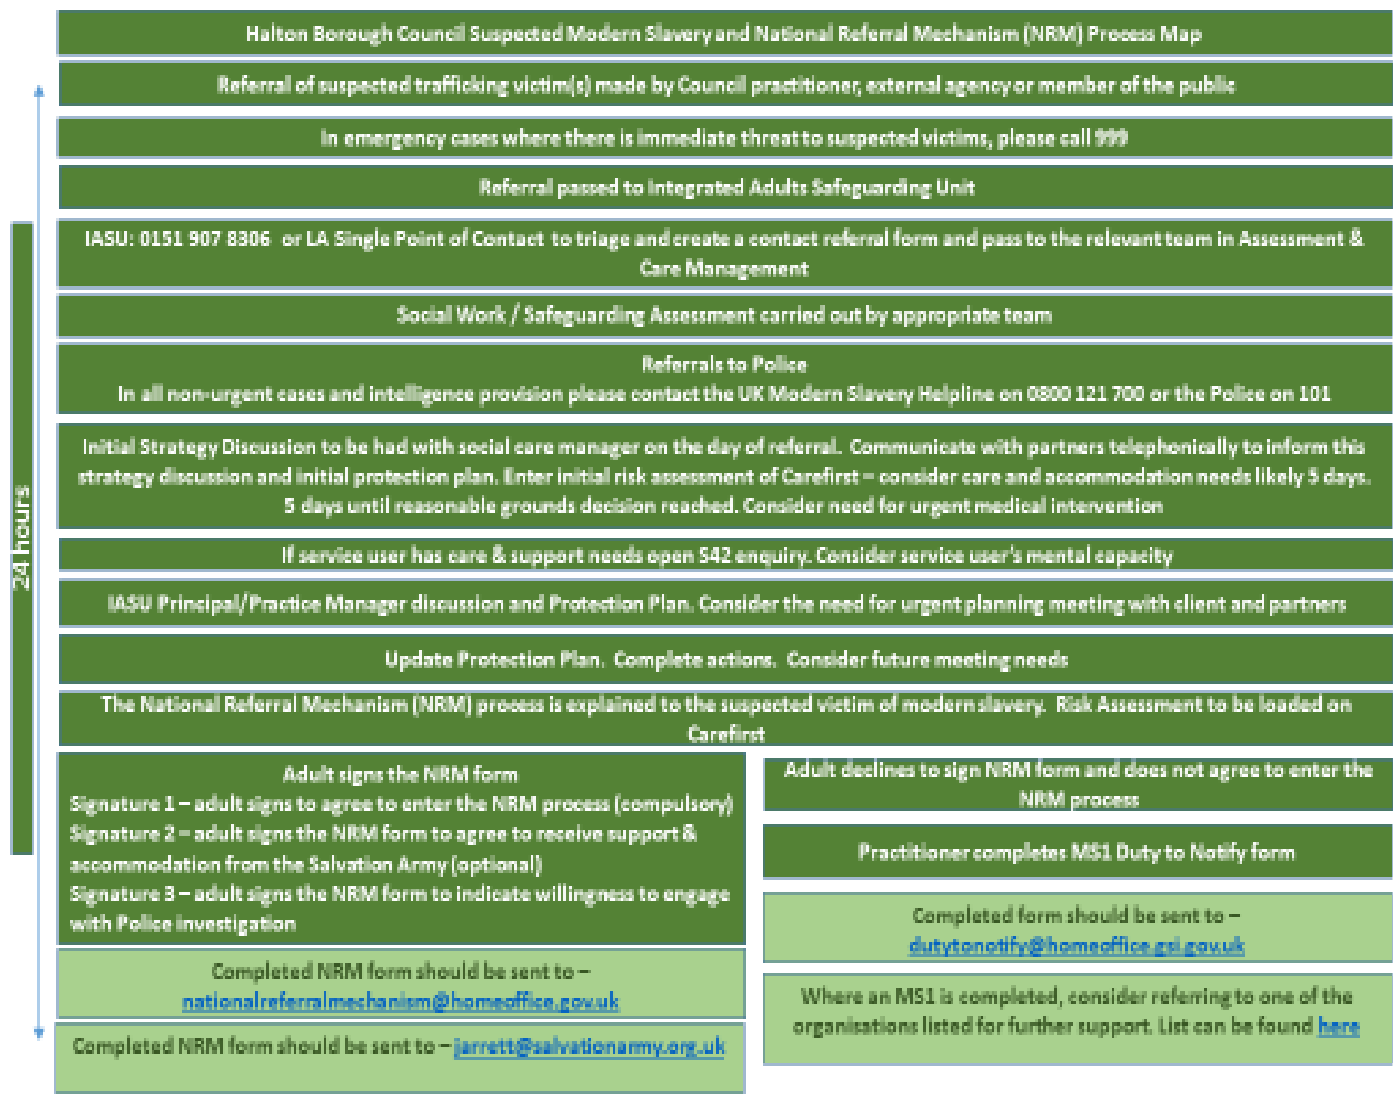 Halton Borough Council Suspected Modern Slavery and National Referral Mechanism (NRM) Process Map
Referral of suspected trafficking victim(s) made by Council practitioner, external agency or member of the public
In emergency cases where there is immediate threat to suspected victims, please call 999
Referral passed to Integrated Adults Safeguarding Unit
IASU: 0151 907 8306 or LA Single Point of Contact to triage and create a contact referral form and pass to the relevant team in Assessment &
Care Management
Social Work / Safeguarding Assessment carried out by appropriate team
Referrals to Police
In all non-urgent cases and intelligence provision please contact the UK Modern Slavery Helpline on 0800 121 700 or the Police on 101
Initial Strategy Discussion to be had with social care manager on the day of referral. Communicate with partners telephonically to inform this
strategy discussion and initial protection plan. Enter initial risk assessment of Carefirst – consider care and accommodation needs likely 5 days.
5 days until reasonable grounds decision reached. Consider need for urgent medical intervention
24 hours
If service user has care & support needs open S42 enquiry. Consider service user's mental capacity
IASU Principal/Practice Manager discussion and Protection Plan. Consider the need for urgent planning meeting with client and partners
Update Protection Plan. Complete actions. Consider future meeting needs
The National Referral Mechanism (NRM) process is explained to the suspected victim of modern slavery. Risk Assessment to be loaded on
Carefirst
Adult signs the NRM form
Signature 1 – adult signs to agree to enter the NRM process (compulsory)
Signature 2 – adult signs the NRM form to agree to receive support &
accommodation from the Salvation Army (optional)
Signature 3 – adult signs the NRM form to indicate willingness to engage
with Police investigation
Completed NRM form should be sent to –
nationalreferralmechanism@homeoffice.gov.uk
Completed NRM form should be sent to – jarrett@salvationarmy.org.uk
Adult declines to sign NRM form and does not agree to enter the
NRM process
Practitioner completes MS1 Duty to Notify form
Completed form should be sent to –
dutytonotify@homeoffice.gsi.gov.uk
Where an MS1 is completed, consider referring to one of the
organisations listed for further support. List can be found here